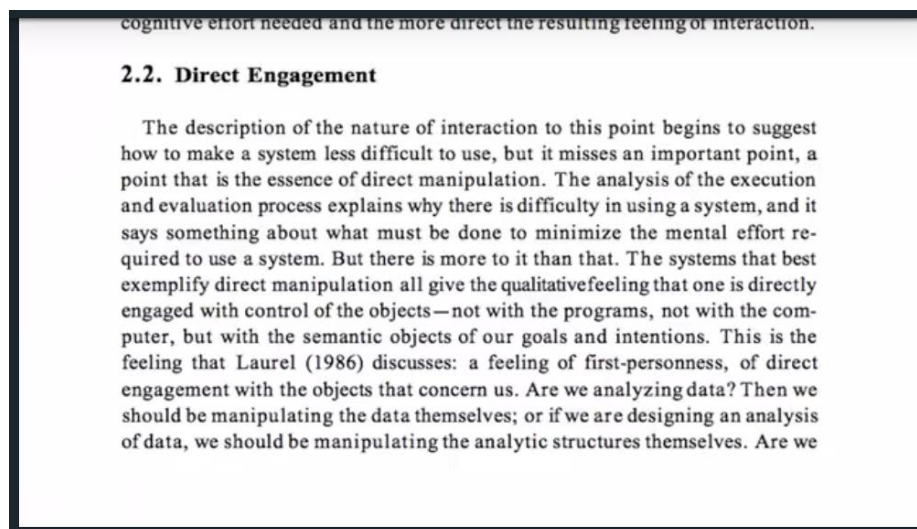 cognitive effort needed and the more direct the resulting feeling of interaction.
2.2. Direct Engagement
The description of the nature of interaction to this point begins to suggest
how to make a system less difficult to use, but it misses an important point, a
point that is the essence of direct manipulation. The analysis of the execution
and evaluation process explains why there is difficulty in using a system, and it
says something about what must be done to minimize the mental effort re-
quired to use a system. But there is more to it than that. The systems that best
exemplify direct manipulation all give the qualitative feeling that one is directly
engaged with control of the objects—not with the programs, not with the com-
puter, but with the semantic objects of our goals and intentions. This is the
feeling that Laurel (1986) discusses: a feeling of first-personness, of direct
engagement with the objects that concern us. Are we analyzing data? Then we
should be manipulating the data themselves; or if we are designing an analysis
of data, we should be manipulating the analytic structures themselves. Are we